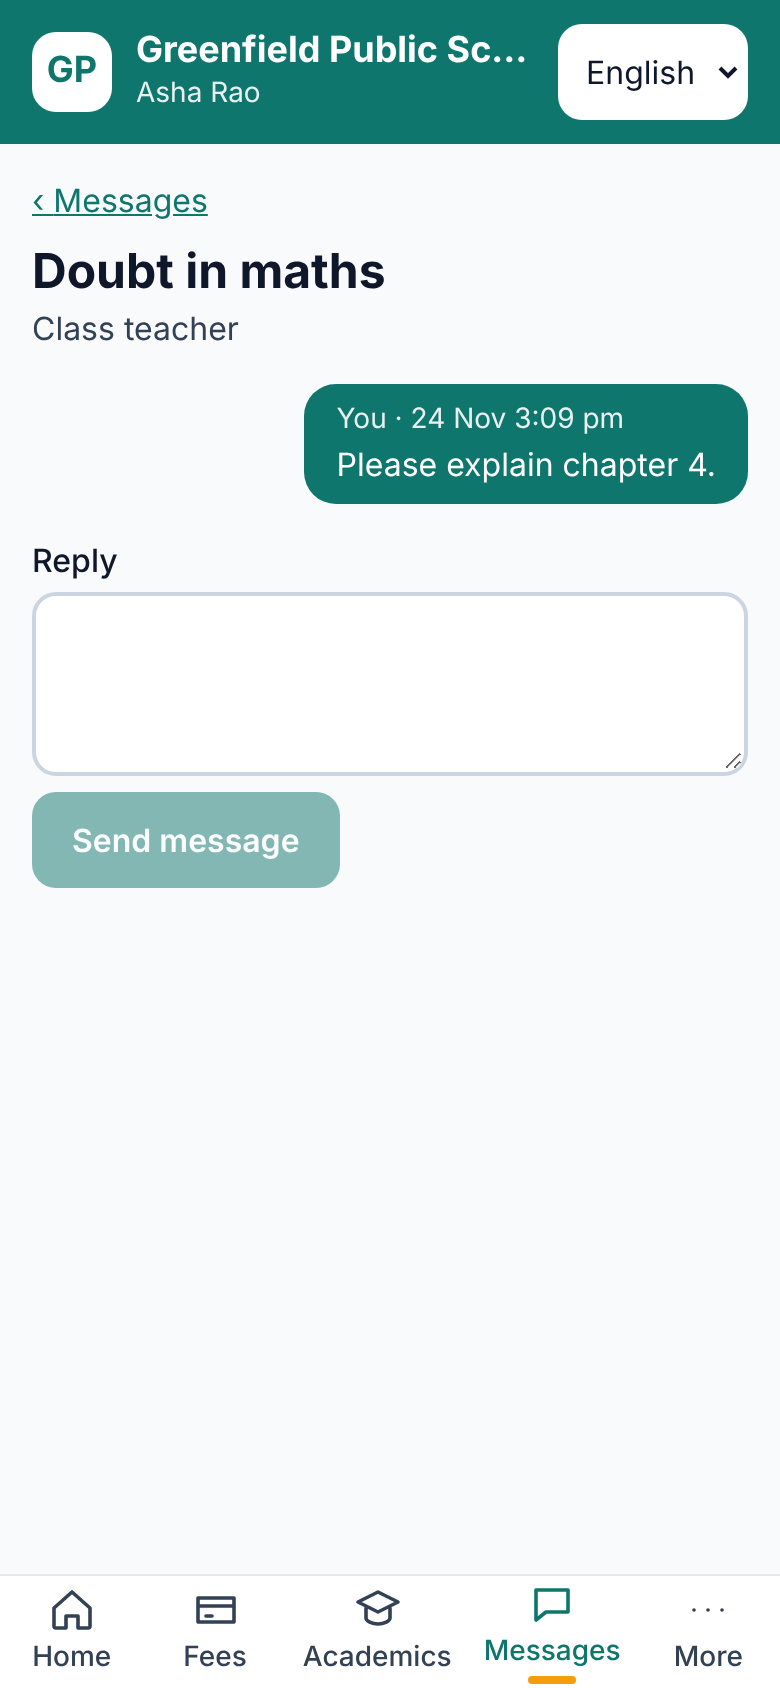 GP
Greenfield Public Sc...
Asha Rao
English
‹ Messages
Doubt in maths
Class teacher
You · 24 Nov 3:09 pm
Please explain chapter 4.
Reply
Send message
Home
Fees
Academics
Messages
More